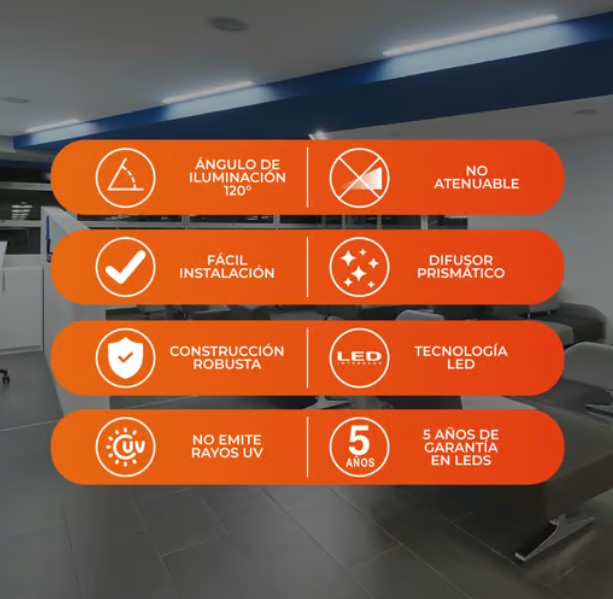 ÁNGULO DE
ILUMINACIÓN
120°
NO
ATENUABLE
FÁCIL
INSTALACIÓN
DIFUSOR
PRISMÁTICO
CONSTRUCCIÓN
ROBUSTA
LED
TECNOLOGÍA
LED
UV
NO EMITE
RAYOS UV
5
AÑOS
5 AÑOS DE
GARANTÍA
EN LEDS